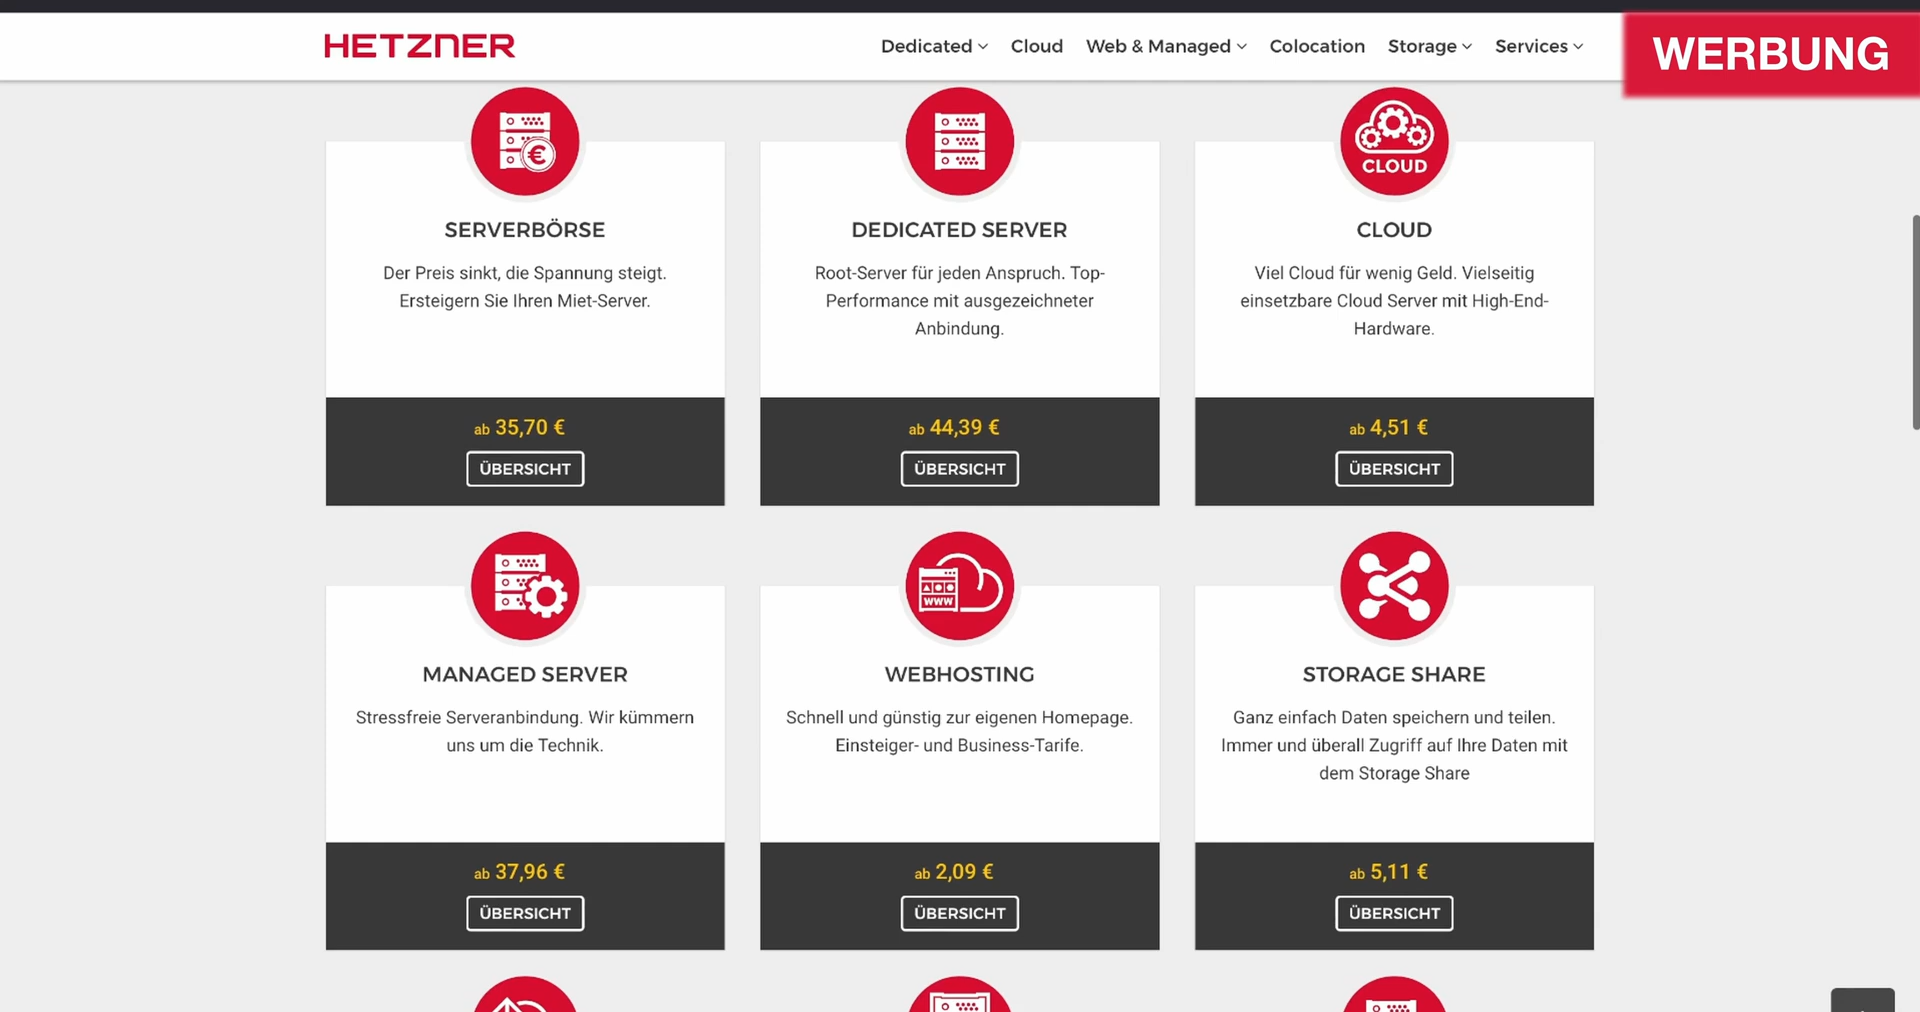 HETZNER
Dedicated
Cloud
Web & Managed
Colocation
Storage
Services
WERBUNG
€
CLOUD
SERVERBÖRSE
Der Preis sinkt, die Spannung steigt.
Ersteigern Sie Ihren Miet-Server.
ab 35,70 €
ÜBERSICHT
DEDICATED SERVER
Root-Server für jeden Anspruch. Top-
Performance mit ausgezeichneter
Anbindung.
ab 44,39 €
ÜBERSICHT
CLOUD
Viel Cloud für wenig Geld. Vielseitig
einsetzbare Cloud Server mit High-End-
Hardware.
ab 4,51 €
ÜBERSICHT
MANAGED SERVER
Stressfreie Serveranbindung. Wir kümmern
uns um die Technik.
ab 37,96 €
ÜBERSICHT
WWW
WEBHOSTING
Schnell und günstig zur eigenen Homepage.
Einsteiger- und Business-Tarife.
ab 2,09 €
ÜBERSICHT
STORAGE SHARE
Ganz einfach Daten speichern und teilen.
Immer und überall Zugriff auf Ihre Daten mit
dem Storage Share
ab 5,11 €
ÜBERSICHT